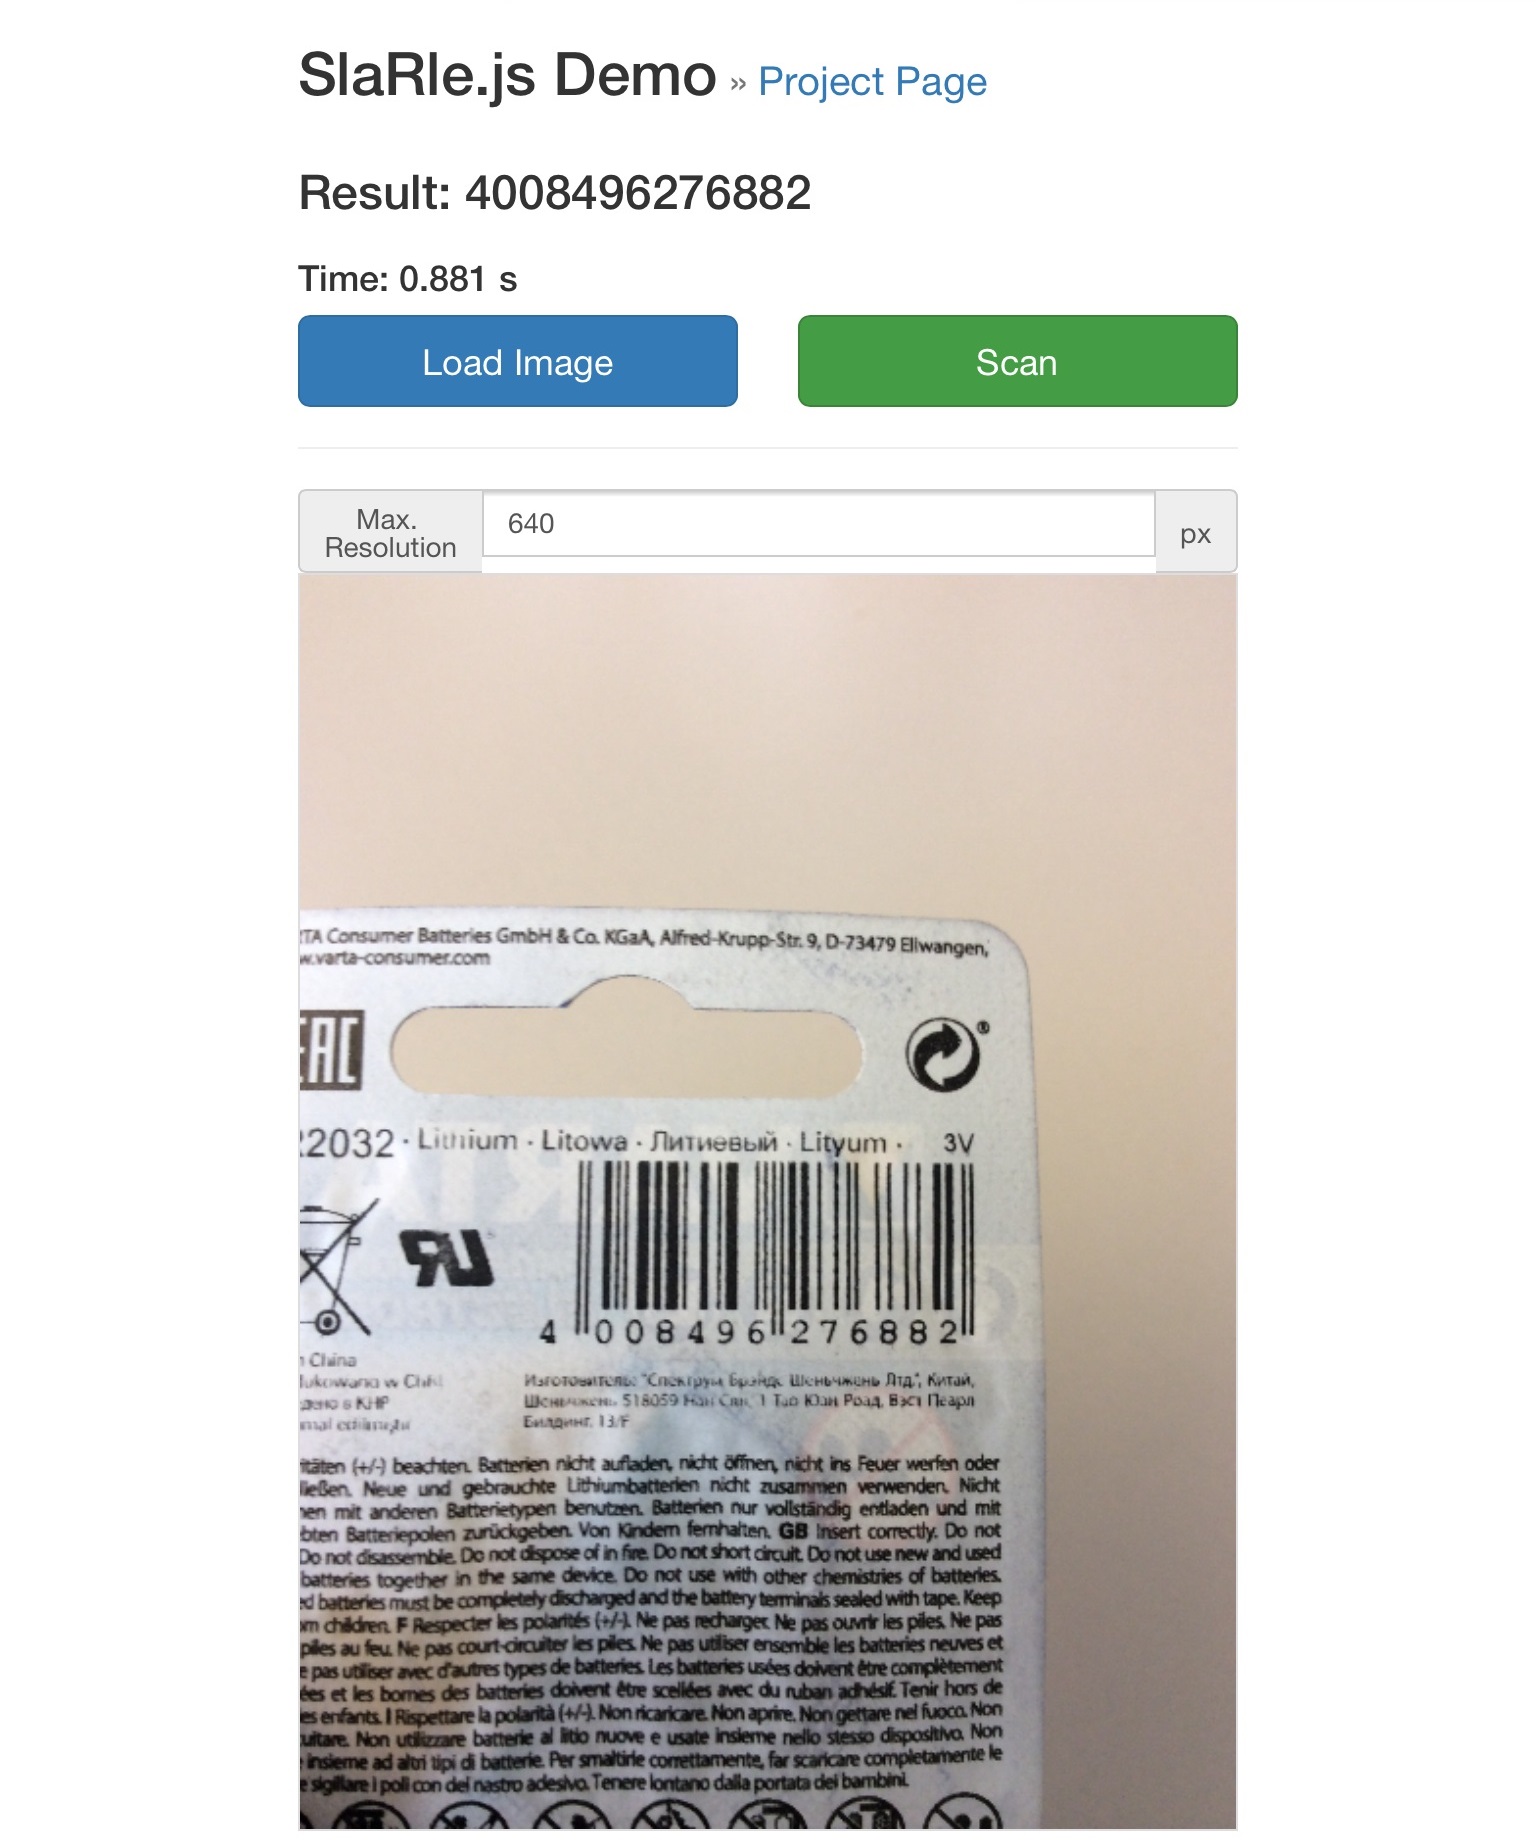 SlaRle.js Demo » Project Page
Result: 4008496276882
Time: 0.881 s
Load Image
Scan
Max.
Resolution
640
px
TA Consumer Batteries GmbH & Co. KGaA, Alfred-Krupp-Str. 9, D-73479 Ellwangen,
w.varta-consumer.com
EAC
®
2032 · Lithium · Litowa · Литиевый · Lityum · 3V
4 008496 276882
China
w
в КНР
Изготовитель: "Спектрум Брэндс Шеньчжень Лтд.", Китай,
Шеньчжень 518059 1 Тао Юан Роад, Вэст Пеарл
Билдинг, 13/F
itäten (+/-) beachten. Batterien nicht aufladen, nicht öffnen, nicht ins Feuer werfen oder
ließen. Neue und gebrauchte Lithiumbatterien nicht zusammen verwenden. Nicht
en mit anderen Batterietypen benutzen. Batterien nur vollständig entladen und mit
bten Batteriepolen zurückgeben. Von Kindern fernhalten. GB Insert correctly. Do not
Do not disassemble. Do not dispose of in fire. Do not short circuit. Do not use new and used
batteries together in the same device. Do not use with other chemistries of batteries.
d batteries must be completely discharged and the battery terminals sealed with tape. Keep
m children. F Respecter les polarités (+/-). Ne pas recharger. Ne pas ouvrir les piles. Ne pas
piles au feu. Ne pas court-circuiter les piles. Ne pas utiliser ensemble les batteries neuves et
e pas utiliser avec d'autres types de batteries. Les batteries usées doivent être complètement
ées et les bornes des batteries doivent être scellées avec du ruban adhésif. Tenir hors de
es enfants. I Rispettare la polarità (+/-). Non ricaricare. Non aprire. Non gettare nel fuoco. Non
uitare. Non utilizzare batterie al litio nuove e usate insieme nello stesso dispositivo. Non
insieme ad altri tipi di batterie. Per smaltirle correttamente, far scaricare completamente le
e sigillare i poli con del nastro adesivo. Tenere lontano dalla portata dei bambini.